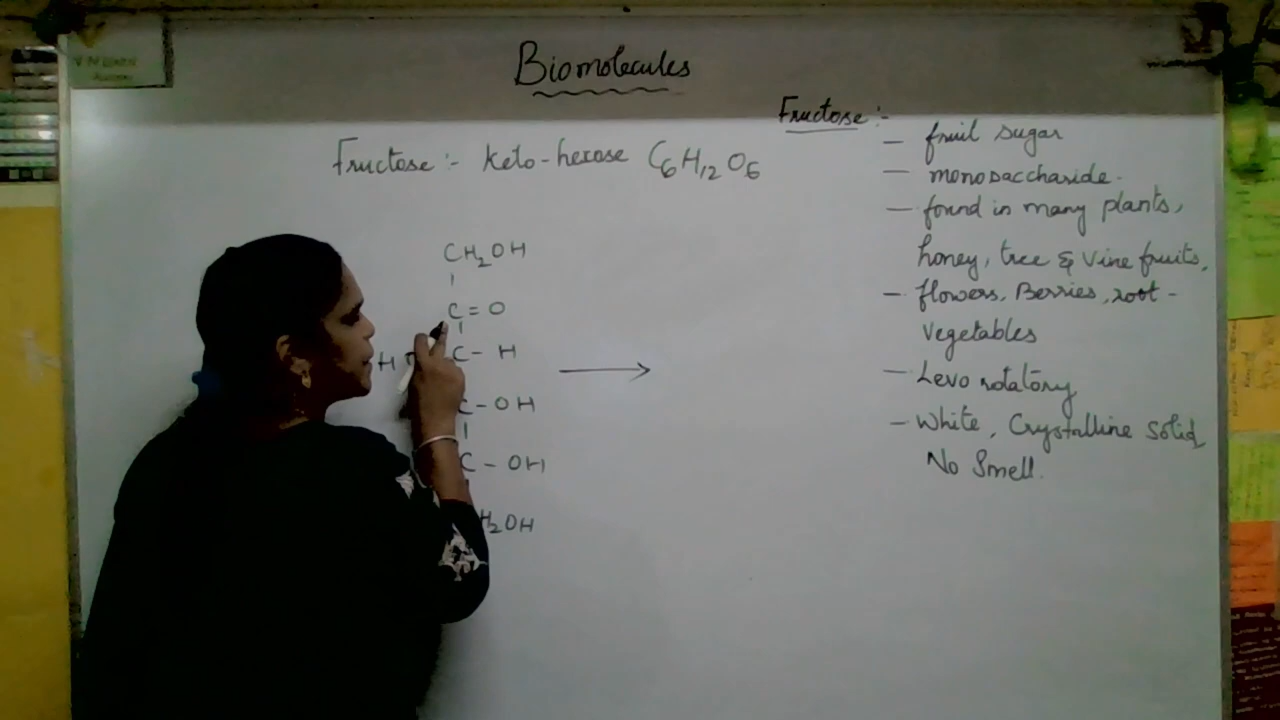 Biomolecules
Fructose :- keto-hexose C6H12O6
CH2OH
C = O
H C - H
C - OH
C - OH
H2OH
Fructose :-
- fruit sugar
- monosaccharide.
- found in many plants,
honey, tree & vine fruits,
- flowers, Berries, root -
vegetables
- Levo rotatory
- White, Crystalline solid
No Smell.